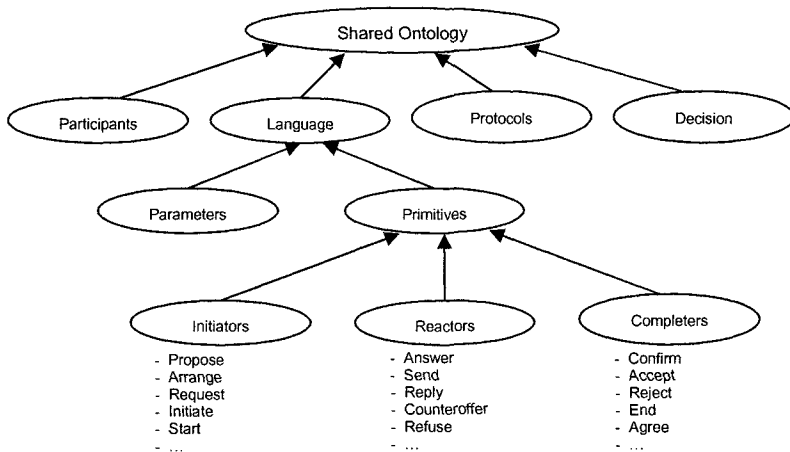 Shared Ontology
Participants
Language
Protocols
Decision
Parameters
Primitives
Initiators
Reactors
Completers
- Propose
- Arrange
- Request
- Initiate
- Start
- ...
- Answer
- Send
- Reply
- Counteroffer
- Refuse
- ...
- Confirm
- Accept
- Reject
- End
- Agree
- ...